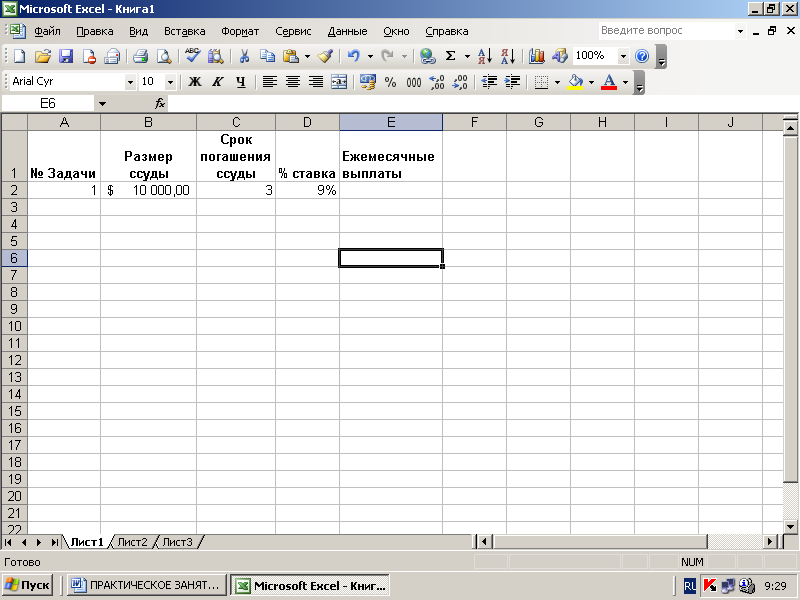 Microsoft Excel - Книга1
Файл Правка Вид Вставка Формат Сервис Данные Окно Справка Введите вопрос
100%
Arial Cyr 10 Ж К Ч % 000
E6 fx
A B C D E F G H I J
1 № Задачи Размер ссуды Срок погашения ссуды % ставка Ежемесячные выплаты
2 1 $ 10 000,00 3 9%
3
4
5
6
7
8
9
10
11
12
13
14
15
16
17
18
19
20
21
22
Лист1 Лист2 Лист3
Готово NUM
Пуск ПРАКТИЧЕСКОЕ ЗАНЯТ... Microsoft Excel - Книг... RU 9:29